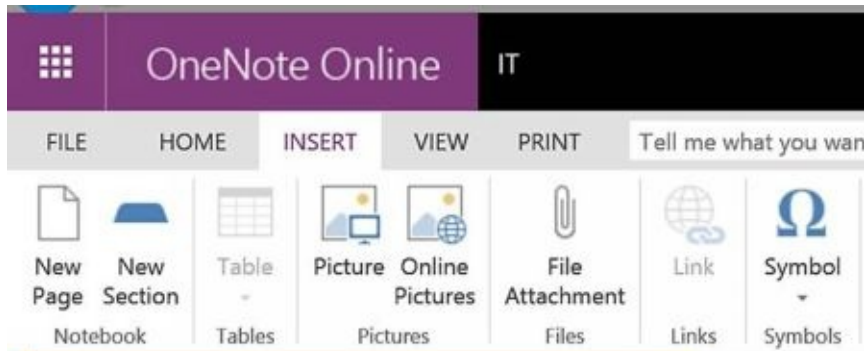 OneNote Online IT
FILE HOME INSERT VIEW PRINT Tell me what you wan
New Page
New Section
Table
Picture
Online Pictures
File Attachment
Link
Symbol
Notebook Tables Pictures Files Links Symbols